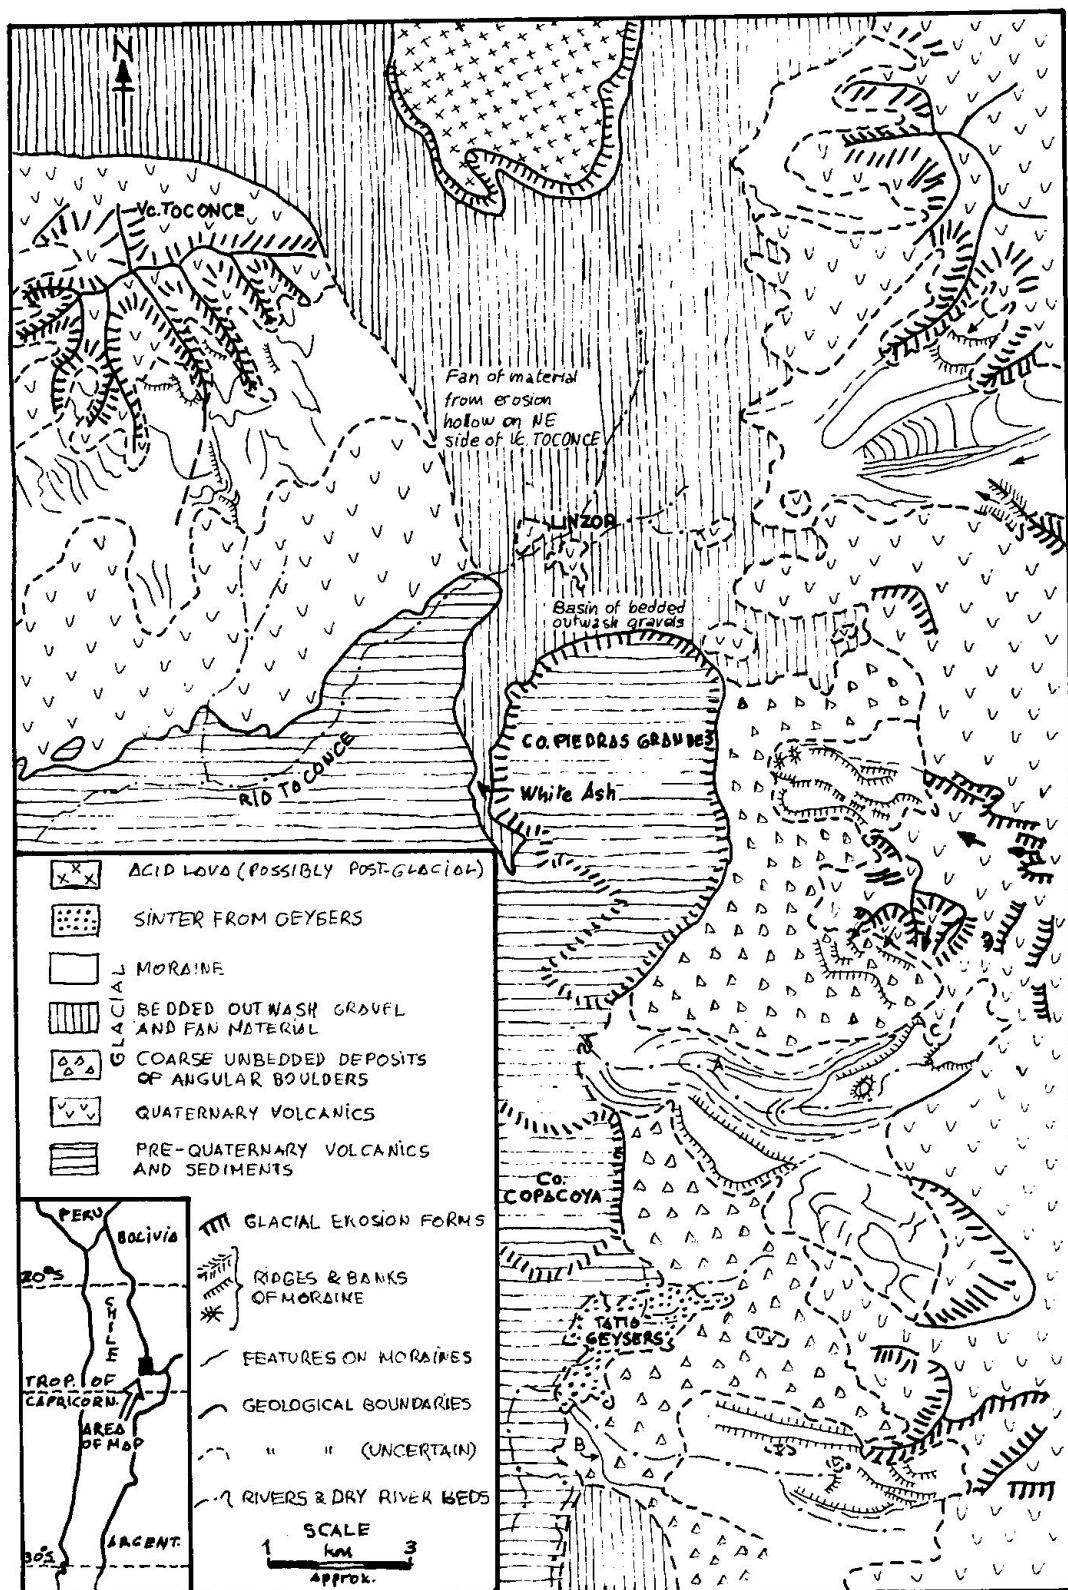 N
Vc. TOCONCE
Fan of material
from erosion
hollow on NE
side of Vc. TOCONCE
LINZOR
Basin of bedded
outwash gravels
CO. PIEDRAS GRANDES
White Ash
RIO TOCONCE
A
Co.
COPACOYA
TATIO
GEYSERS
B
ACID LAVA (POSSIBLY POST-GLACIAL)
SINTER FROM GEYSERS
GLACIAL
MORAINE
BEDDED OUTWASH GRAVEL
AND FAN MATERIAL
COARSE UNBEDDED DEPOSITS
OF ANGULAR BOULDERS
QUATERNARY VOLCANICS
PRE-QUATERNARY VOLCANICS
AND SEDIMENTS
GLACIAL EROSION FORMS
RIDGES & BANKS
OF MORAINE
FEATURES ON MORAINES
GEOLOGICAL BOUNDARIES
" " (UNCERTAIN)
RIVERS & DRY RIVER BEDS
SCALE
1 km 3
APPROX.
PERU
BOLIVIA
20°S
CHILE
TROP. OF
CAPRICORN.
AREA
OF MAP
ARGENT.
30°S